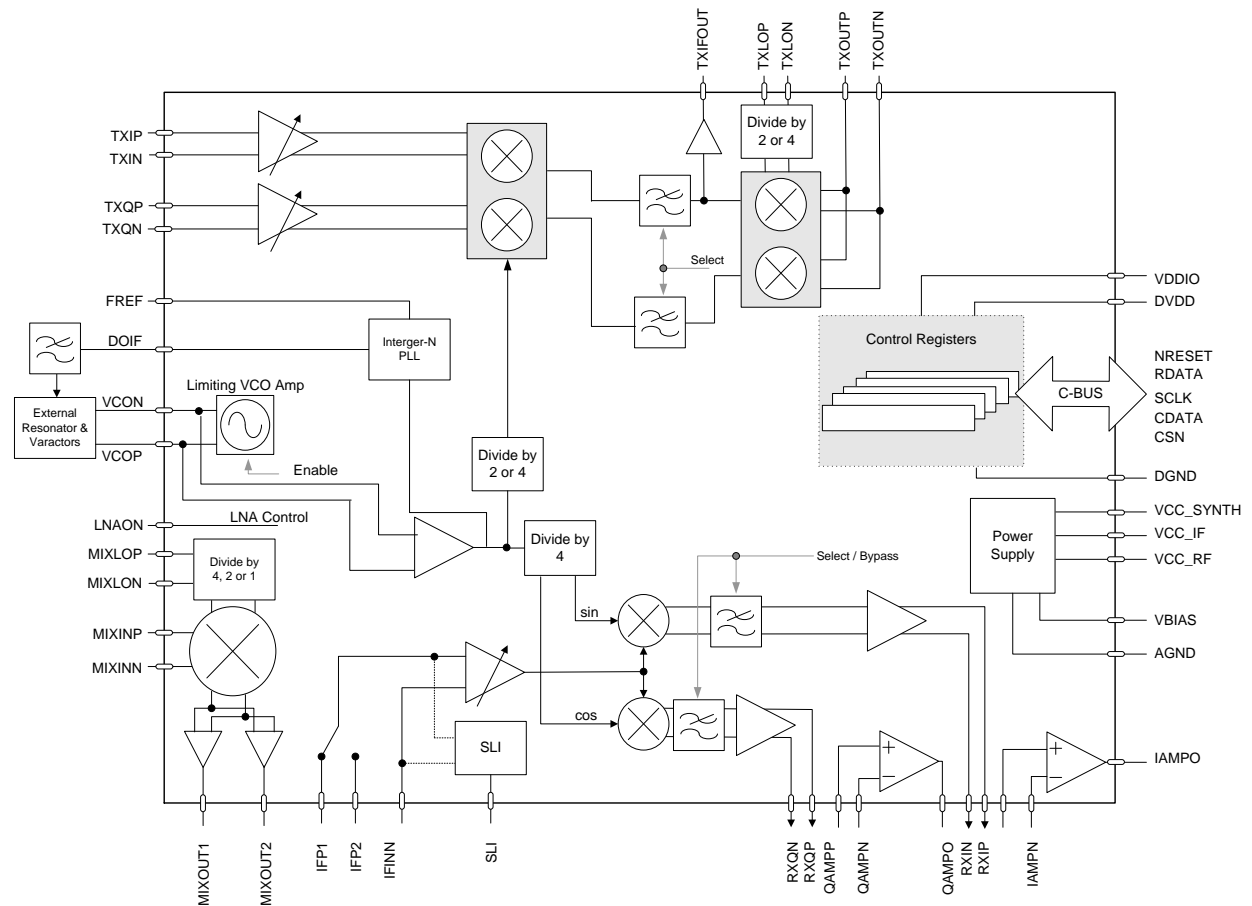 TXIFOUT
TXLOP
TXLON
TXOUTP
TXOUTN
TXIP
TXIN
TXQP
TXQN
Divide by
2 or 4
Select
FREF
DOIF
Interger-N
PLL
VCON
VCOP
External
Resonator &
Varactors
Limiting VCO Amp
Enable
Divide by
2 or 4
Control Registers
C-BUS
VDDIO
DVDD
NRESET
RDATA
SCLK
CDATA
CSN
DGND
LNAON
LNA Control
MIXLOP
MIXLON
Divide by
4, 2 or 1
MIXINP
MIXINN
Divide by
4
sin
cos
Select / Bypass
Power
Supply
VCC_SYNTH
VCC_IF
VCC_RF
VBIAS
AGND
SLI
IAMPO
MIXOUT1
MIXOUT2
IFP1
IFP2
IFINN
SLI
RXQN
RXQP
QAMPP
QAMPN
QAMPO
RXIN
RXIP
IAMPN